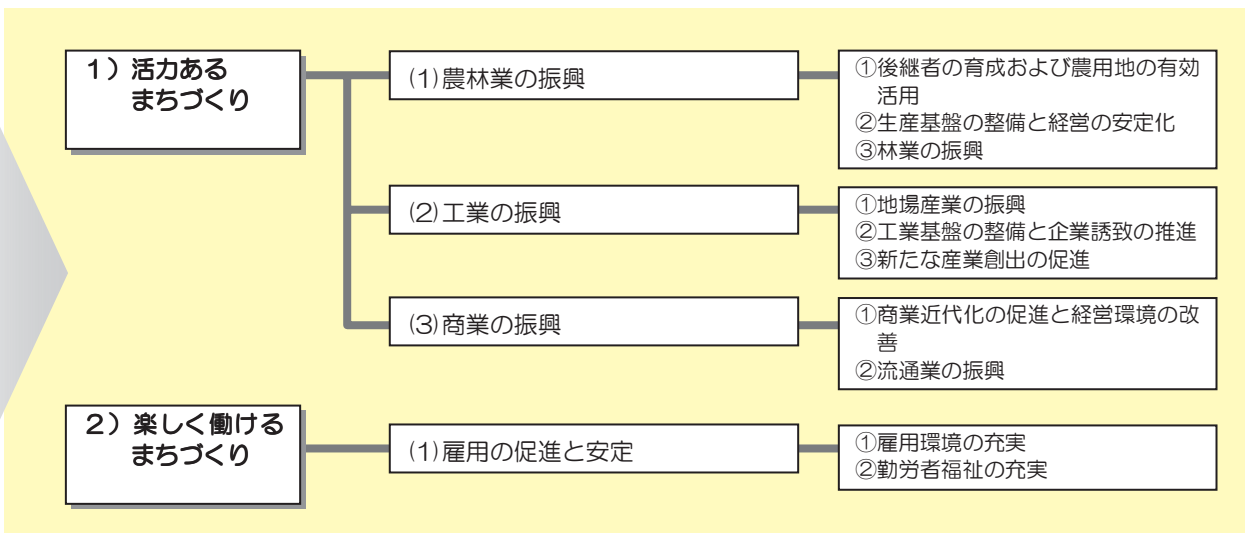 1）活力ある
まちづくり
(1)農林業の振興
①後継者の育成および農用地の有効
活用
②生産基盤の整備と経営の安定化
③林業の振興
(2)工業の振興
①地場産業の振興
②工業基盤の整備と企業誘致の推進
③新たな産業創出の促進
(3)商業の振興
①商業近代化の促進と経営環境の改
善
②流通業の振興
2）楽しく働ける
まちづくり
(1)雇用の促進と安定
①雇用環境の充実
②勤労者福祉の充実